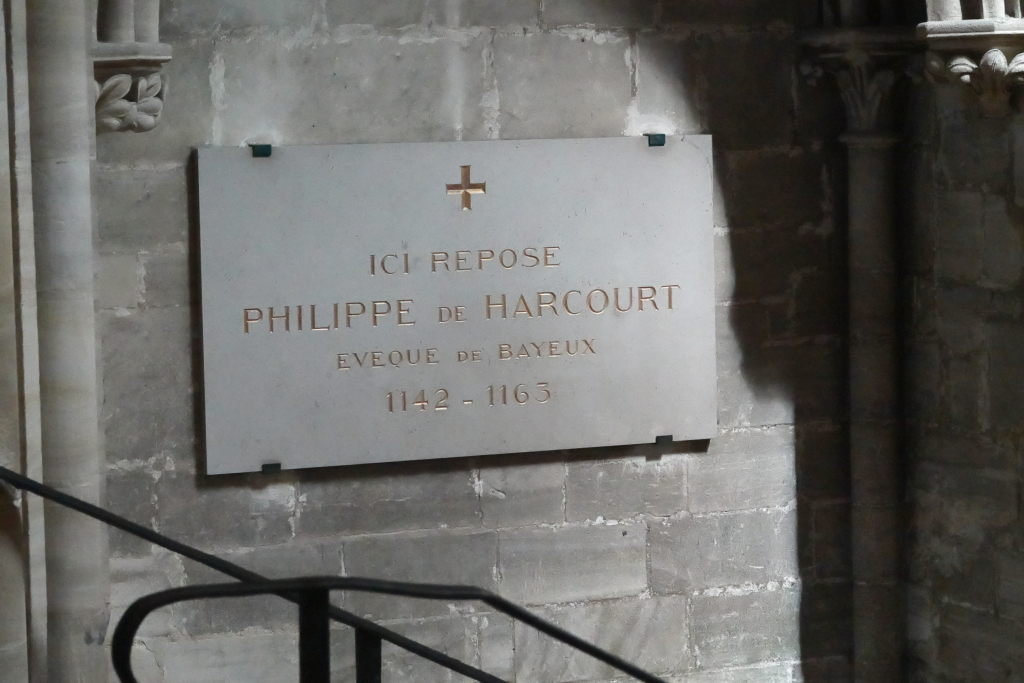 ICI REPOSE
PHILIPPE DE HARCOURT
EVEQUE DE BAYEUX
1142 - 1163